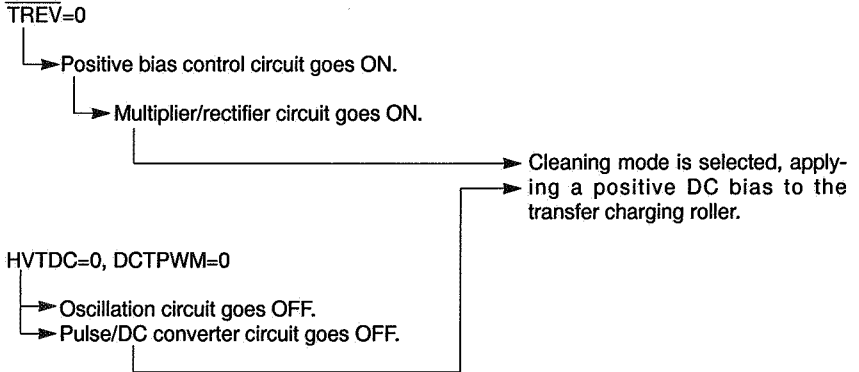 TREV=0
Positive bias control circuit goes ON.
Multiplier/rectifier circuit goes ON.
Cleaning mode is selected, apply-
ing a positive DC bias to the
transfer charging roller.
HVTDC=0, DCTPWM=0
Oscillation circuit goes OFF.
Pulse/DC converter circuit goes OFF.